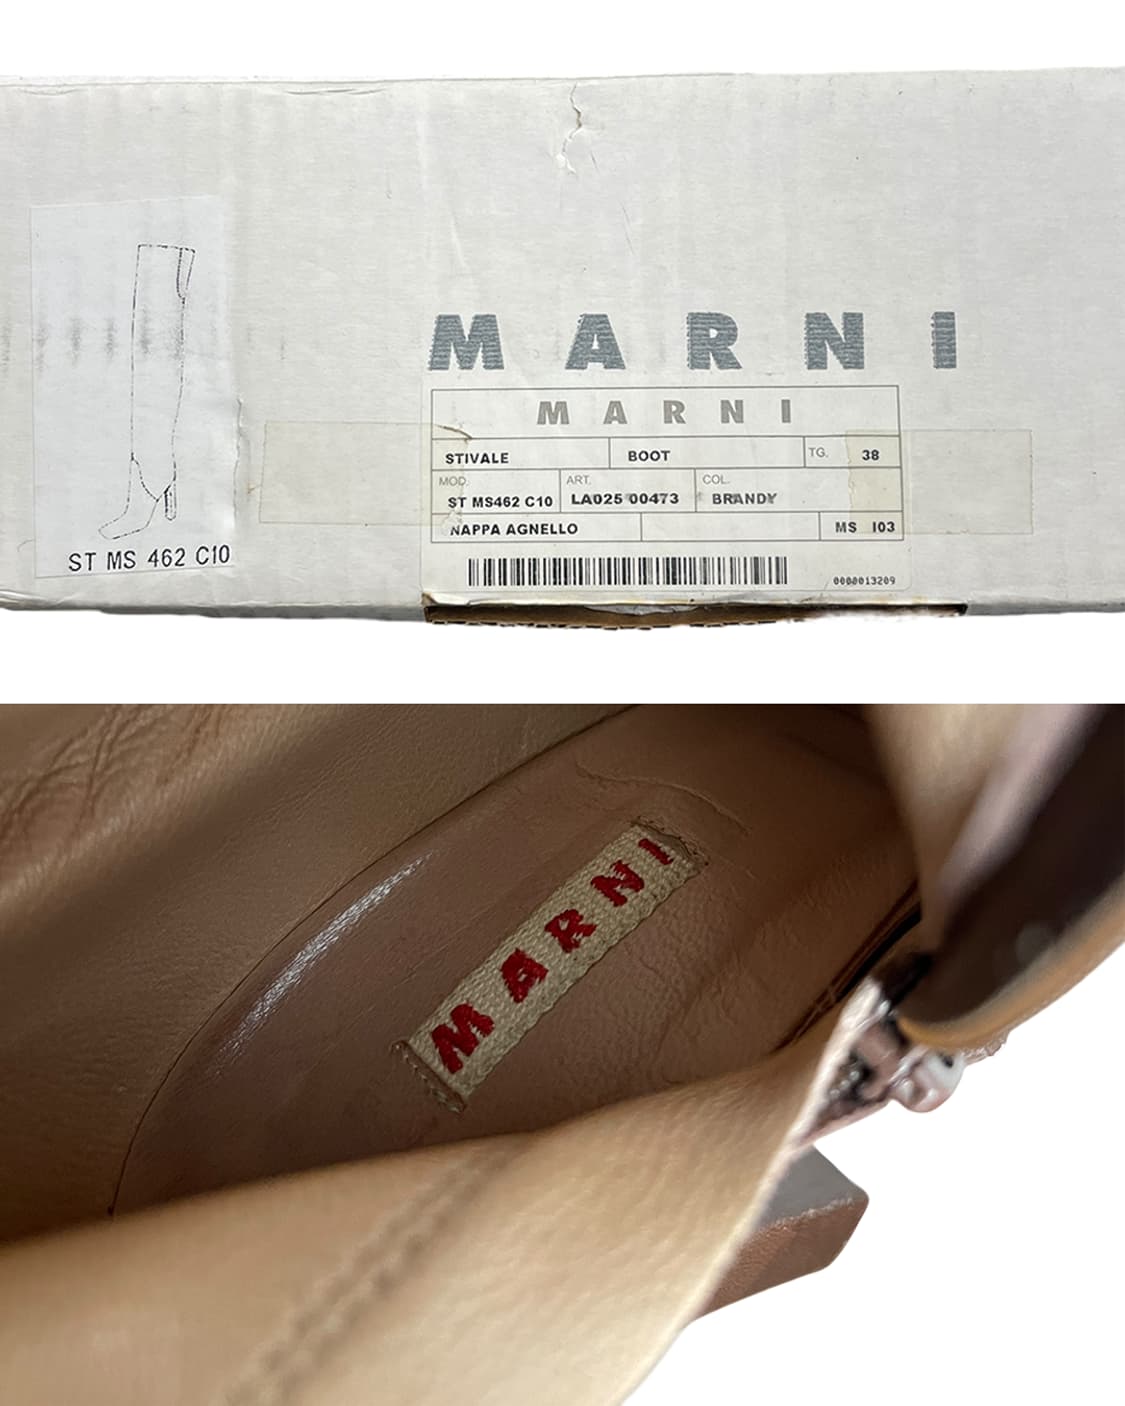 MARNI
MARNI
STIVALE BOOT TG. 38
MOD. ST MS462 C10 ART. LA025 00473 COL. BRANDY
NAPPA AGNELLO MS I03
0000013209
ST MS 462 C10
MARNI